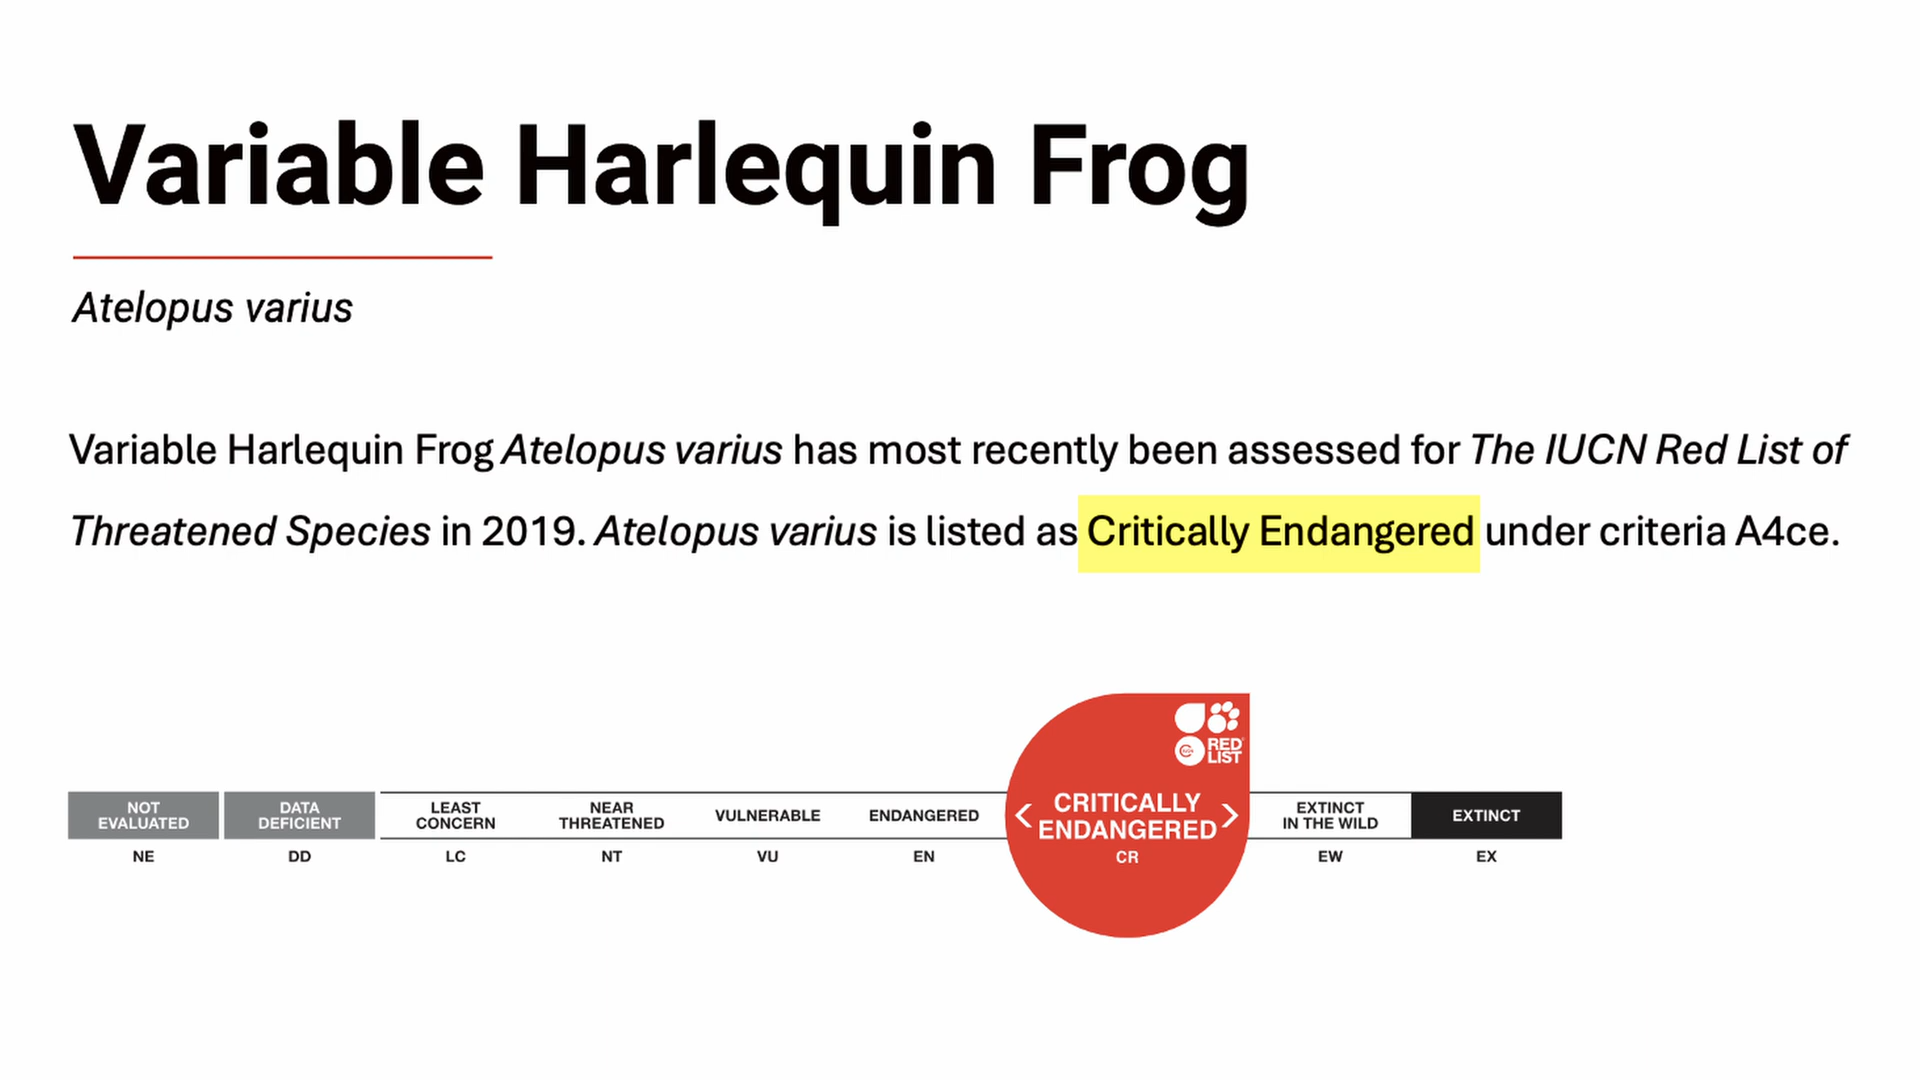 Variable Harlequin Frog
Atelopus varius
Variable Harlequin Frog Atelopus varius has most recently been assessed for The IUCN Red List of
Threatened Species in 2019. Atelopus varius is listed as Critically Endangered under criteria A4ce.
RED
LIST
NOT
EVALUATED
NE
DATA
DEFICIENT
DD
LEAST
CONCERN
LC
NEAR
THREATENED
NT
VULNERABLE
VU
ENDANGERED
EN
< CRITICALLY
ENDANGERED >
CR
EXTINCT
IN THE WILD
EW
EXTINCT
EX